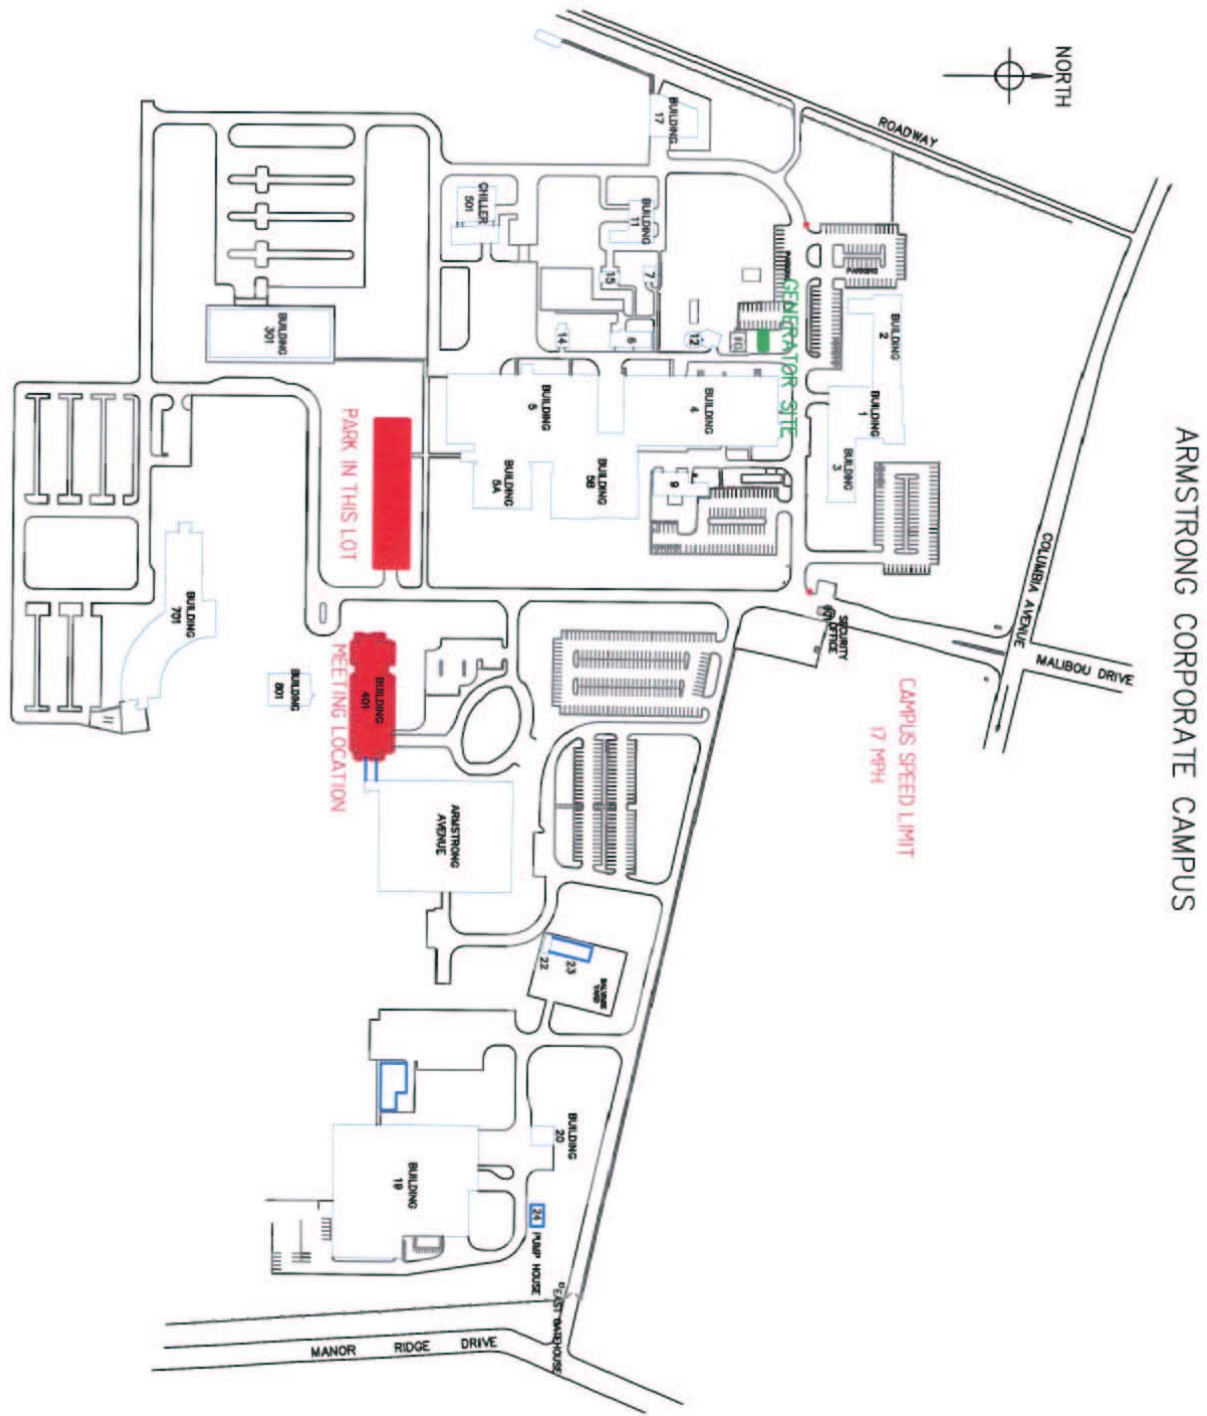 ARMSTRONG CORPORATE CAMPUS
NORTH
ROADWAY
COLUMBIA AVENUE
MALIBOU DRIVE
CAMPUS SPEED LIMIT
17 MPH
SECURITY
OFFICE
PARKING
BUILDING
2
BUILDING
1
BUILDING
3
GENERATOR SITE
BUILDING
17
BUILDING
11
CHILLER
501
15
7
14
6
12
10
BUILDING
4
BUILDING
5
BUILDING
5B
BUILDING
5A
9
BUILDING
301
PARK IN THIS LOT
BUILDING
701
BUILDING
801
BUILDING
401
MEETING LOCATION
ARMSTRONG
AVENUE
22
23
BUILDING
20
BUILDING
19
24
PUMP HOUSE
EAST GATEHOUSE
MANOR RIDGE DRIVE